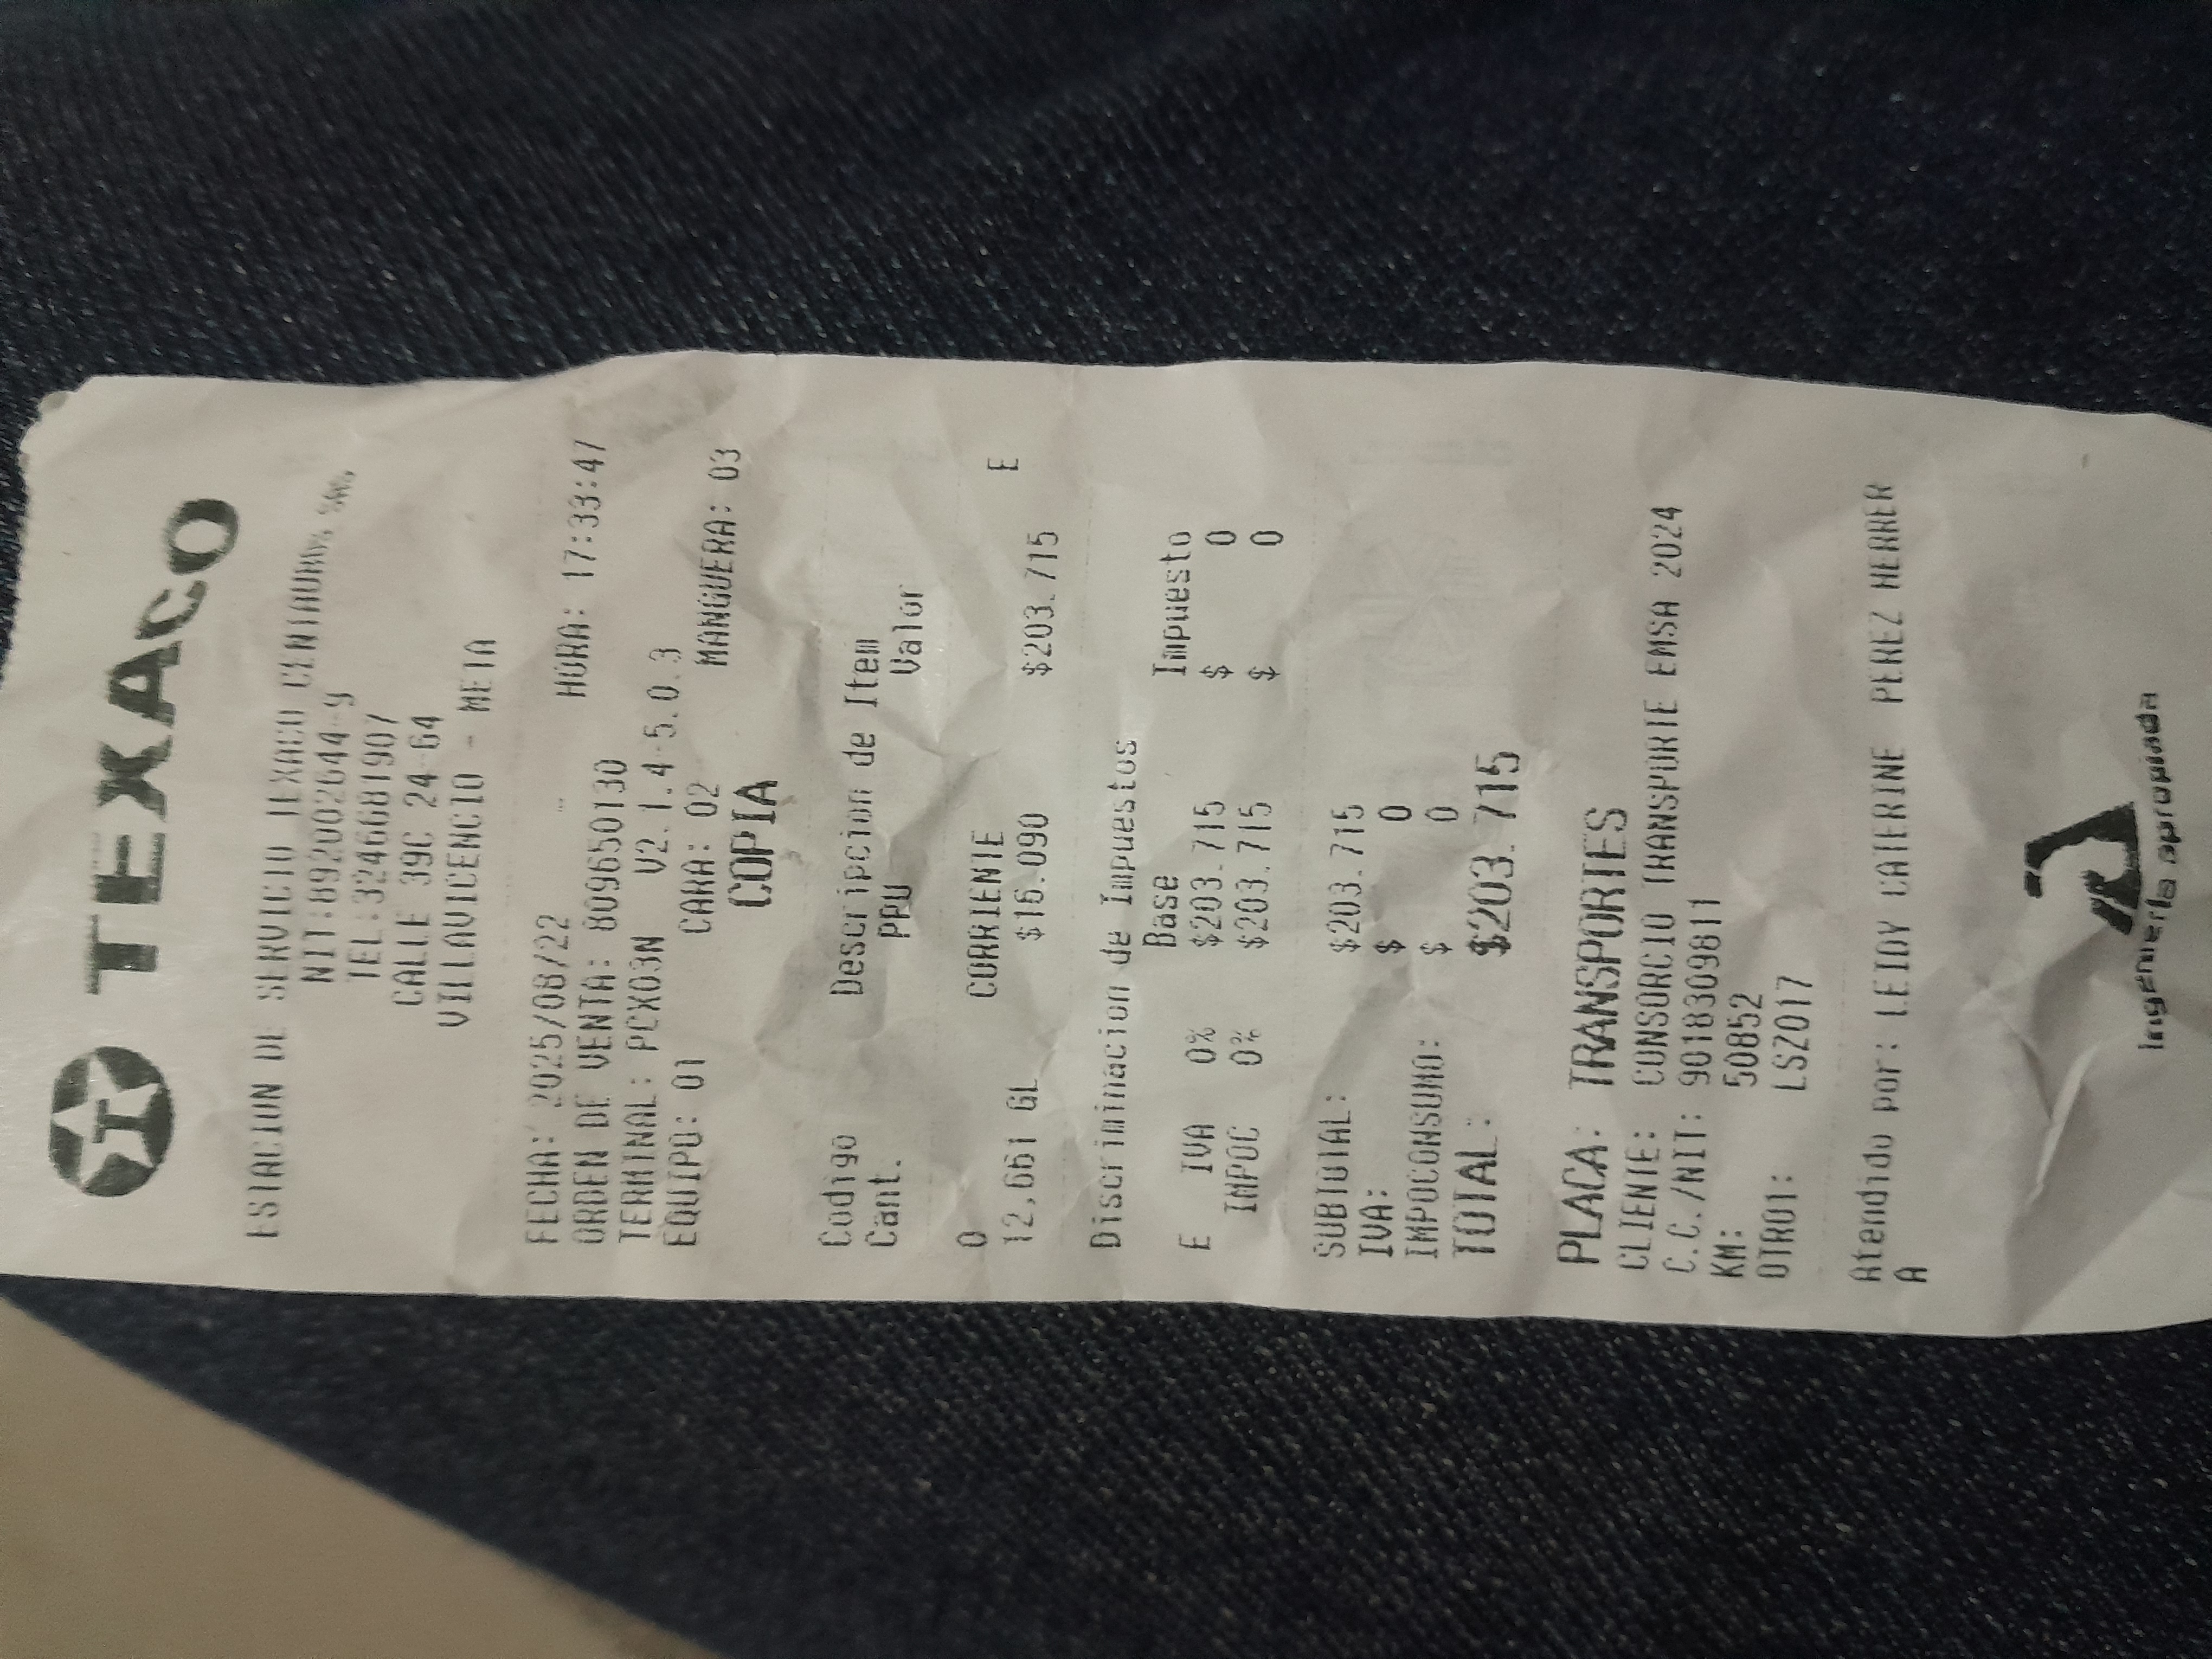 TEXACO
ESTACION DE SERVICIO TEXACO CENTAUROS SAS
NIT:892002644-9
TEL:3246681907
CALLE 39C 24-64
VILLAVICENCIO - META
FECHA: 2025/08/22 HORA: 17:33:47
ORDEN DE VENTA: 809650130
TERMINAL: PCX03N V2.1.4-5.0.3
EQUIPO: 01 CARA: 02 MANGUERA: 03
COPIA
Codigo Descripcion de Item
Cant. PPU Valor
0 CORRIENTE E
12,661 GL $16.090 $203.715
Discriminacion de Impuestos
Base Impuesto
E IVA 0% $203.715 $ 0
IMPOC 0% $203.715 $ 0
SUBTOTAL: $203.715
IVA: $ 0
IMPOCONSUMO: $ 0
TOTAL: $203.715
PLACA: TRANSPORTES
CLIENTE: CONSORCIO TRANSPORTE EMSA 2024
C.C./NIT: 9018309811
KM: 50852
OTRO1: LSZ017
Atendido por: LEIDY CATERINE PEREZ HERRER
A
Ingeniería apropiada